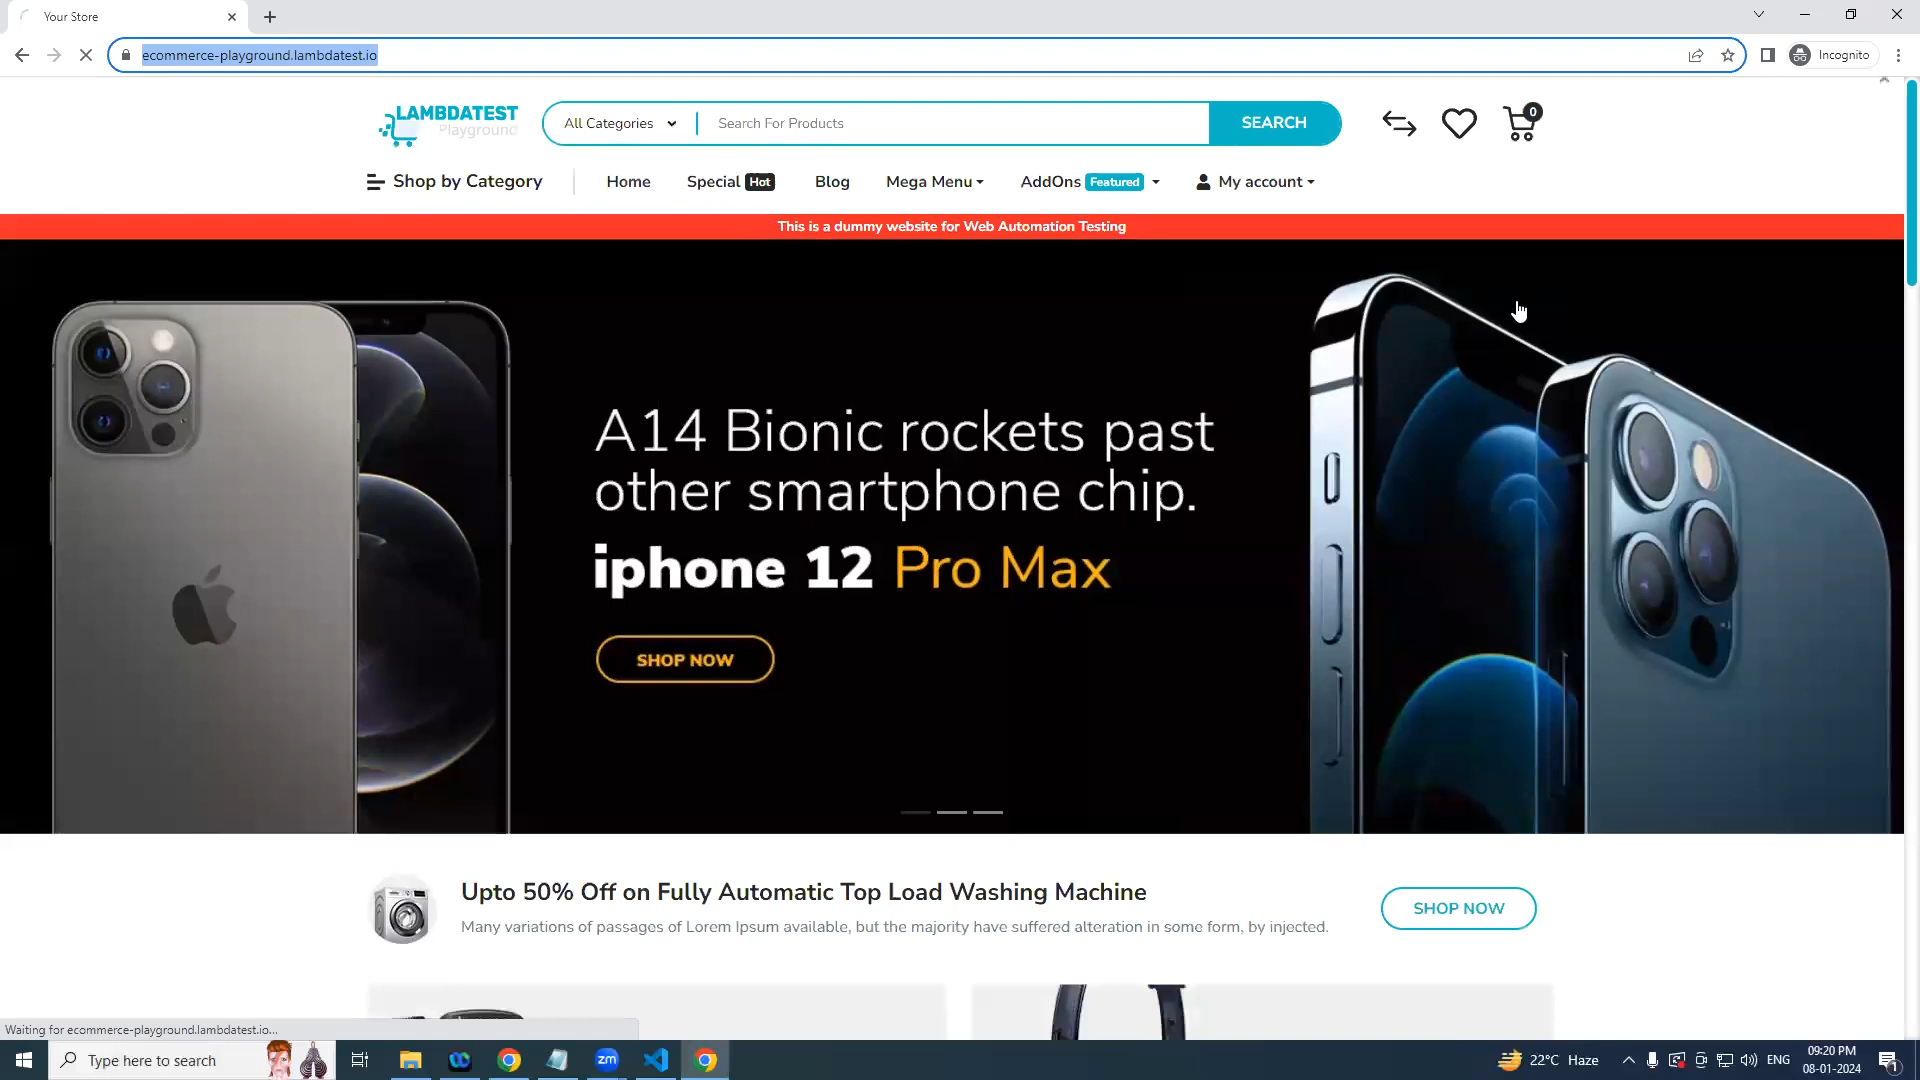 Your Store
ecommerce-playground.lambdatest.io
Incognito
LAMBDATEST
Playground
All Categories
Search For Products
SEARCH
0
Shop by Category
Home
Special Hot
Blog
Mega Menu
AddOns Featured
My account
This is a dummy website for Web Automation Testing
A14 Bionic rockets past
other smartphone chip.
iphone 12 Pro Max
SHOP NOW
Upto 50% Off on Fully Automatic Top Load Washing Machine
Many variations of passages of Lorem Ipsum available, but the majority have suffered alteration in some form, by injected.
SHOP NOW
Waiting for ecommerce-playground.lambdatest.io...
Type here to search
zm
22°C Haze
ENG
09:20 PM
08-01-2024
1